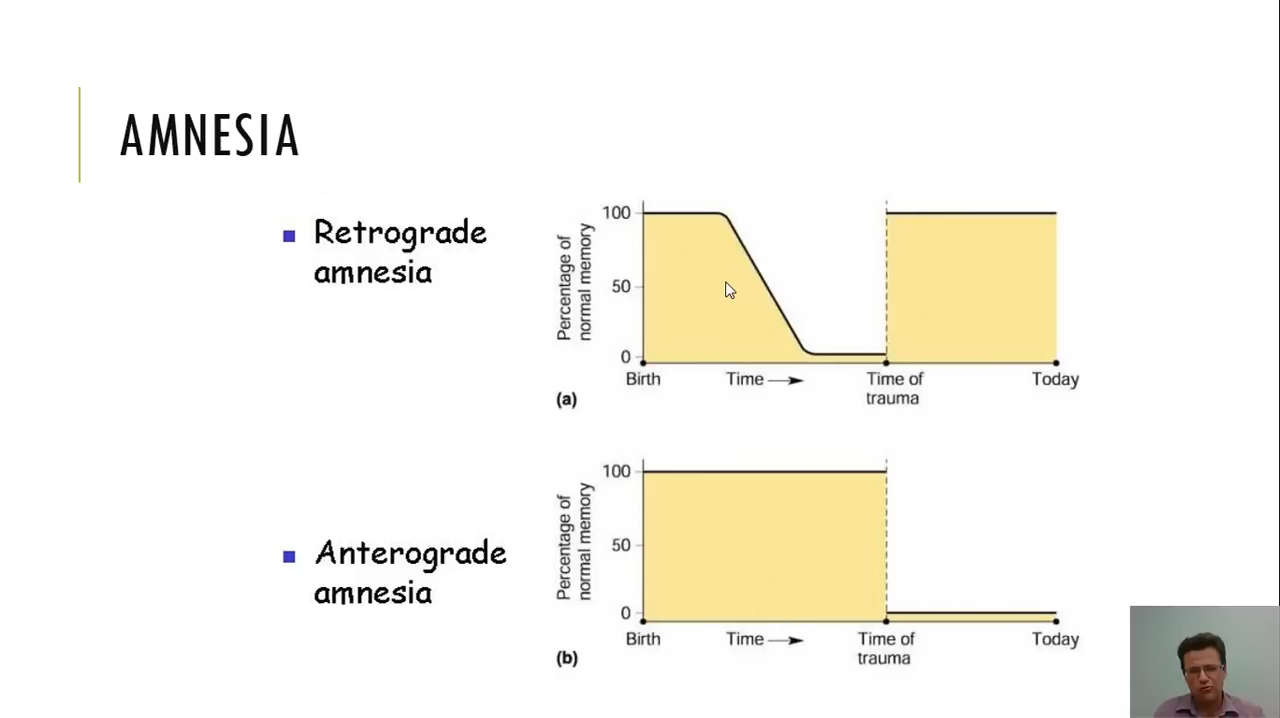 AMNESIA
Retrograde
amnesia
Percentage of
normal memory
100
50
0
Birth
Time
Time of
trauma
Today
(a)
Anterograde
amnesia
Percentage of
normal memory
100
50
0
Birth
Time
Time of
trauma
Today
(b)